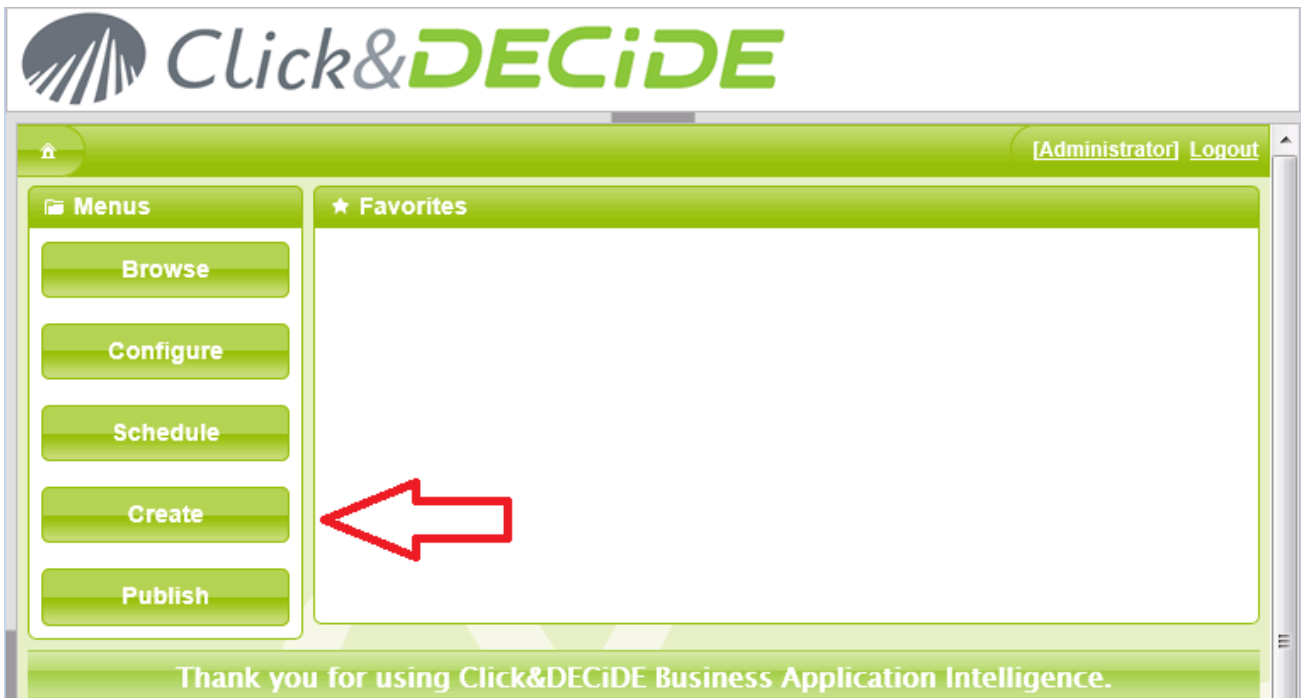 Click&DECiDE
[Administrator] Logout
Menus
Favorites
Browse
Configure
Schedule
Create
Publish
Thank you for using Click&DECiDE Business Application Intelligence.